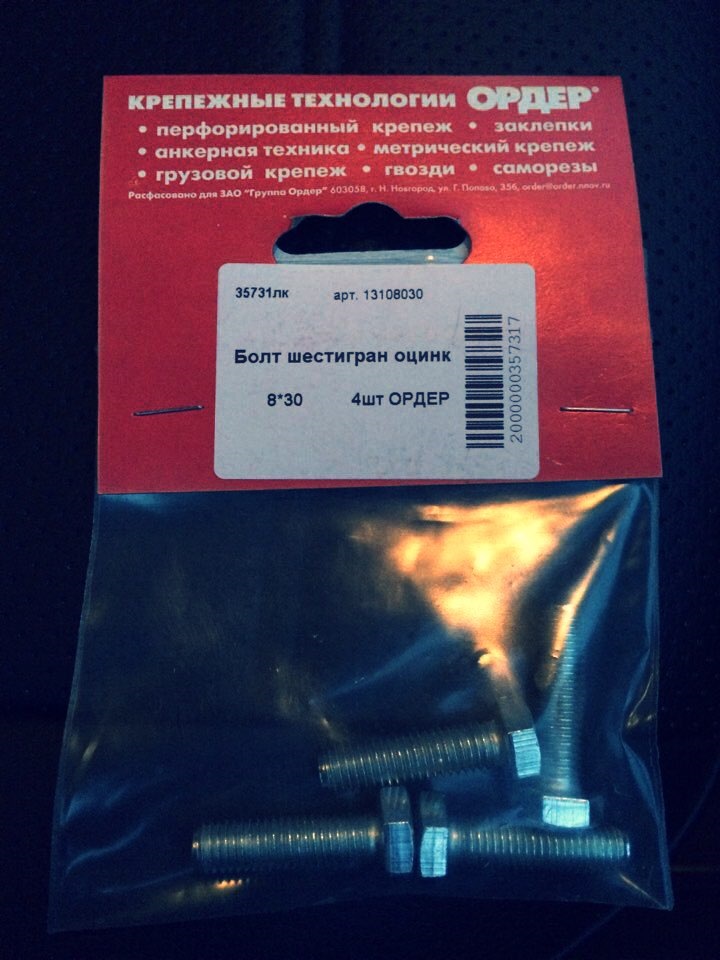 КРЕПЕЖНЫЕ ТЕХНОЛОГИИ ОРДЕР®
• перфорированный крепеж • заклепки
• анкерная техника • метрический крепеж
• грузовой крепеж • гвозди • саморезы
Расфасовано для ЗАО "Группа Ордер" 603058, г. Н. Новгород, ул. Г. Попова, 35б, order@order.nnov.ru
35731лк арт. 13108030
Болт шестигран оцинк
8*30 4шт ОРДЕР
2000000357317